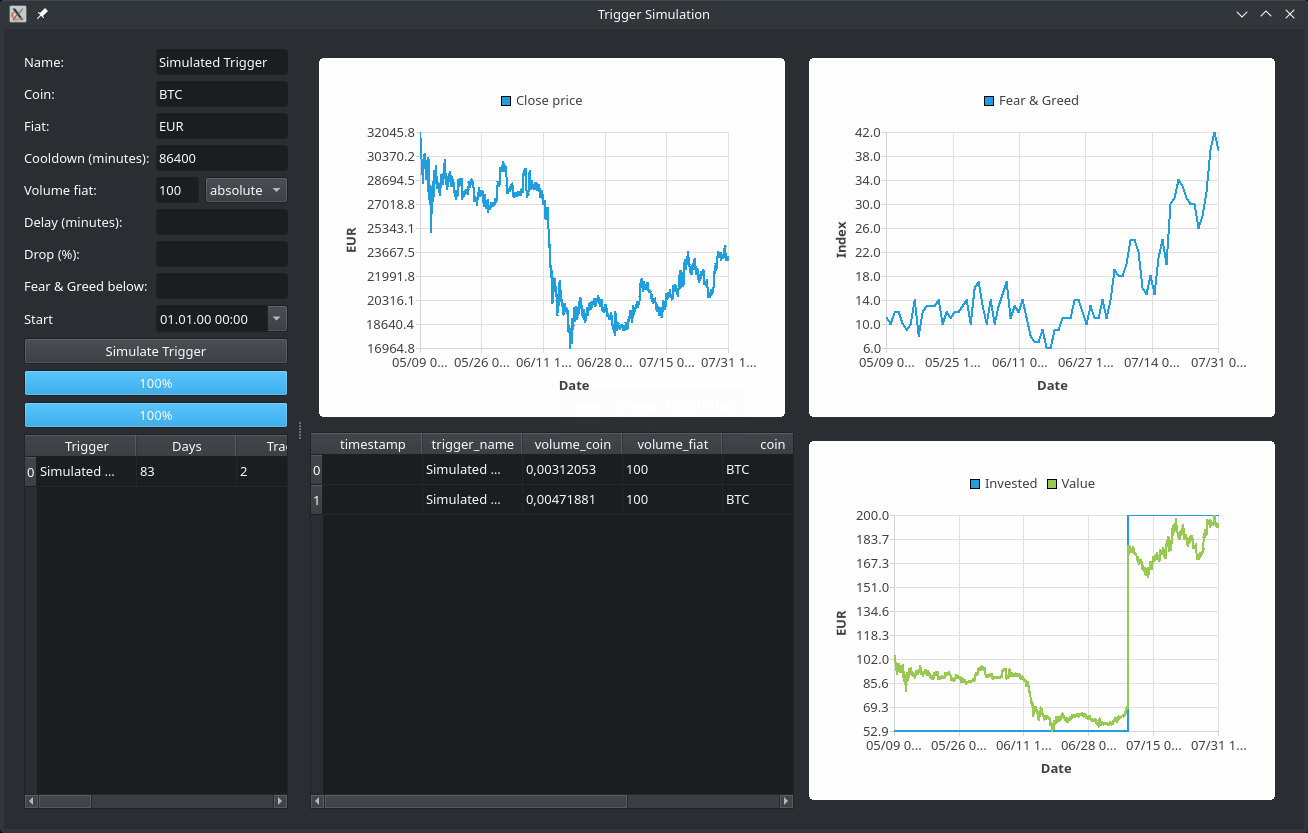 Trigger Simulation
Name: Simulated Trigger
Coin: BTC
Fiat: EUR
Cooldown (minutes): 86400
Volume fiat: 100 absolute
Delay (minutes):
Drop (%):
Fear & Greed below:
Start 01.01.00 00:00
Simulate Trigger
100%
100%
Trigger Days Tra
0 Simulated ... 83 2
Close price
32045.8
30370.2
28694.5
27018.8
25343.1
23667.5
21991.8
20316.1
18640.4
16964.8
EUR
05/09 0... 05/26 0... 06/11 1... 06/28 0... 07/15 0... 07/31 1...
Date
Fear & Greed
42.0
38.0
34.0
30.0
26.0
22.0
18.0
14.0
10.0
6.0
Index
05/09 0... 05/25 1... 06/11 0... 06/27 1... 07/14 0... 07/31 0...
Date
timestamp trigger_name volume_coin volume_fiat coin
0 Simulated ... 0,00312053 100 BTC
1 Simulated ... 0,00471881 100 BTC
Invested Value
200.0
183.7
167.3
151.0
134.6
118.3
102.0
85.6
69.3
52.9
EUR
05/09 0... 05/26 0... 06/11 1... 06/28 0... 07/15 0... 07/31 1...
Date